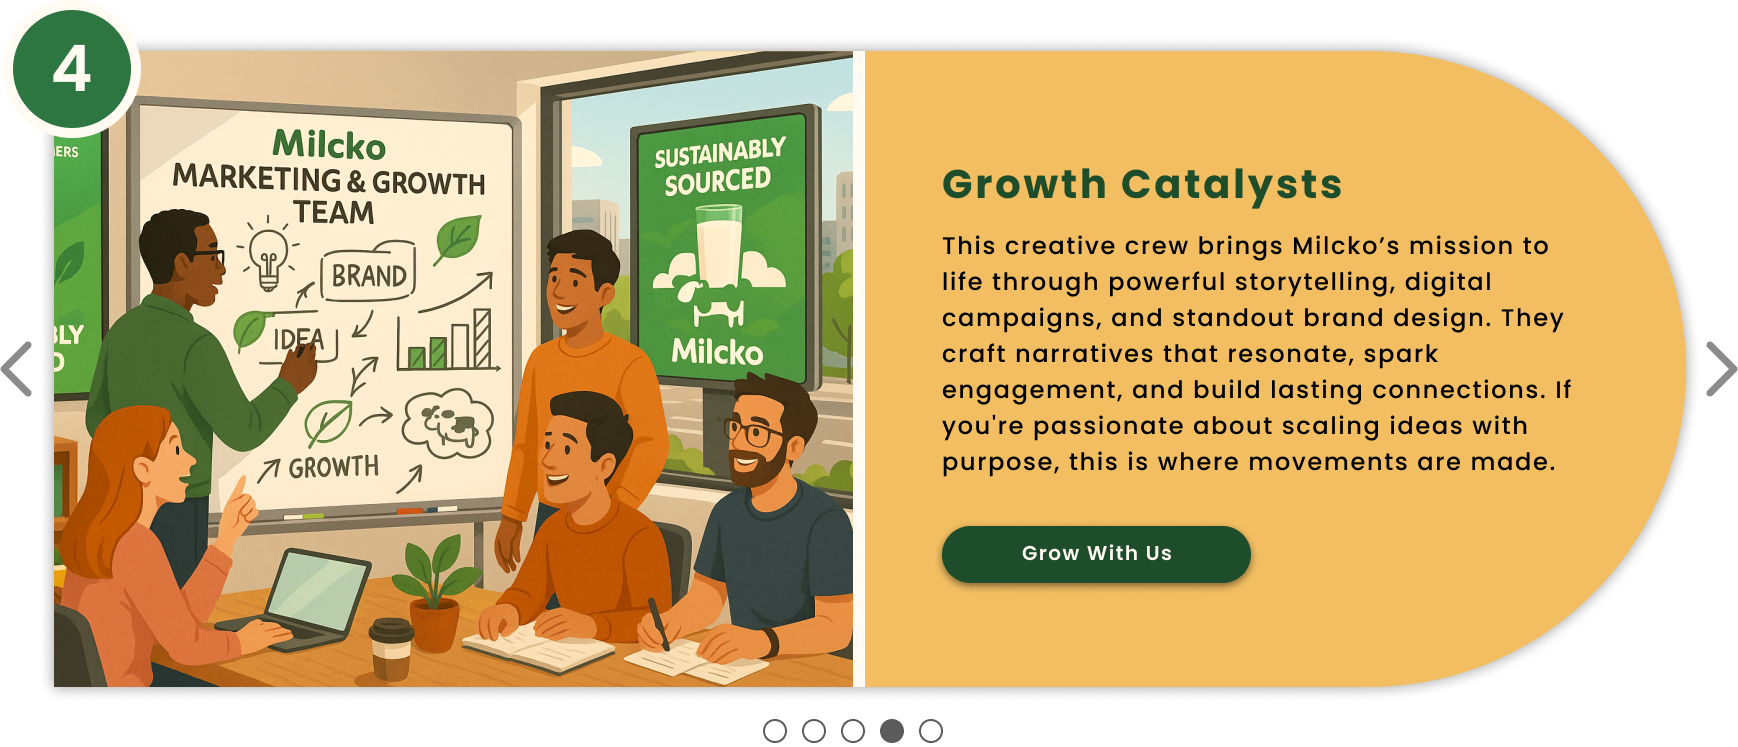 4
ERS
BLY
D
Milcko
MARKETING & GROWTH
TEAM
BRAND
IDEA
GROWTH
SUSTAINABLY
SOURCED
Milcko
Growth Catalysts
This creative crew brings Milcko’s mission to
life through powerful storytelling, digital
campaigns, and standout brand design. They
craft narratives that resonate, spark
engagement, and build lasting connections. If
you're passionate about scaling ideas with
purpose, this is where movements are made.
Grow With Us